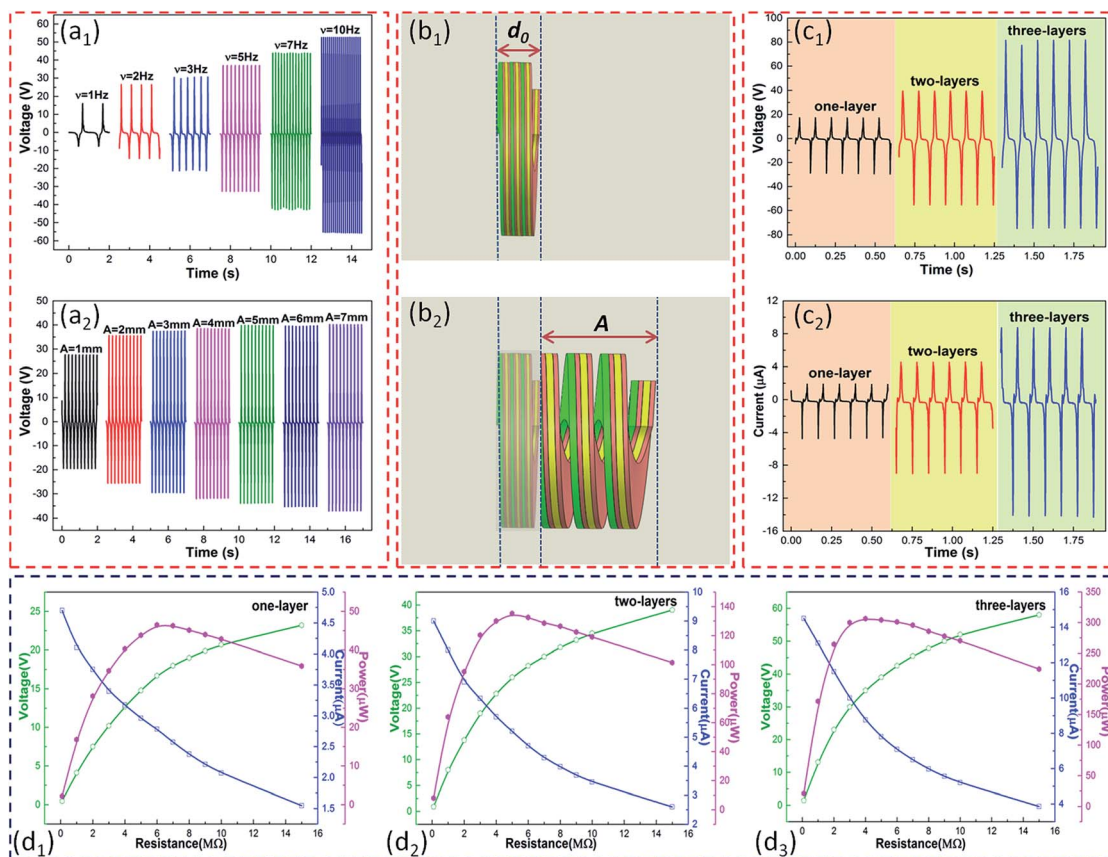 (a₁)
ν=1Hz
ν=2Hz
ν=3Hz
ν=5Hz
ν=7Hz
ν=10Hz
Voltage (V)
60
50
40
30
20
10
0
-10
-20
-30
-40
-50
-60
0 2 4 6 8 10 12 14
Time (s)
(b₁)
d₀
(c₁)
one-layer
two-layers
three-layers
Voltage (V)
100
80
60
40
20
0
-20
-40
-60
-80
-100
0.00 0.25 0.50 0.75 1.00 1.25 1.50 1.75
Time (s)
(a₂)
A=1mm
A=2mm
A=3mm
A=4mm
A=5mm
A=6mm
A=7mm
Voltage (V)
50
40
30
20
10
0
-10
-20
-30
-40
0 2 4 6 8 10 12 14 16
Time (s)
(b₂)
A
(c₂)
one-layer
two-layers
three-layers
Current (μA)
12
8
4
0
-4
-8
-12
-16
0.00 0.25 0.50 0.75 1.00 1.25 1.50 1.75
Time (s)
(d₁)
one-layer
Voltage(V)
25
20
15
10
5
0
5.0
4.5
4.0
3.5
3.0
2.5
2.0
1.5
Current(μA)
50
40
30
20
10
0
Power(μW)
0 2 4 6 8 10 12 14 16
Resistance(MΩ)
(d₂)
two-layers
Voltage(V)
40
35
30
25
20
15
10
5
0
10
9
8
7
6
5
4
3
2
Current(μA)
140
120
100
80
60
40
20
0
Power(μW)
0 2 4 6 8 10 12 14 16
Resistance(MΩ)
(d₃)
three-layers
Voltage(V)
60
50
40
30
20
10
0
16
14
12
10
8
6
4
Current(μA)
350
300
250
200
150
100
50
0
Power(μW)
0 2 4 6 8 10 12 14 16
Resistance(MΩ)